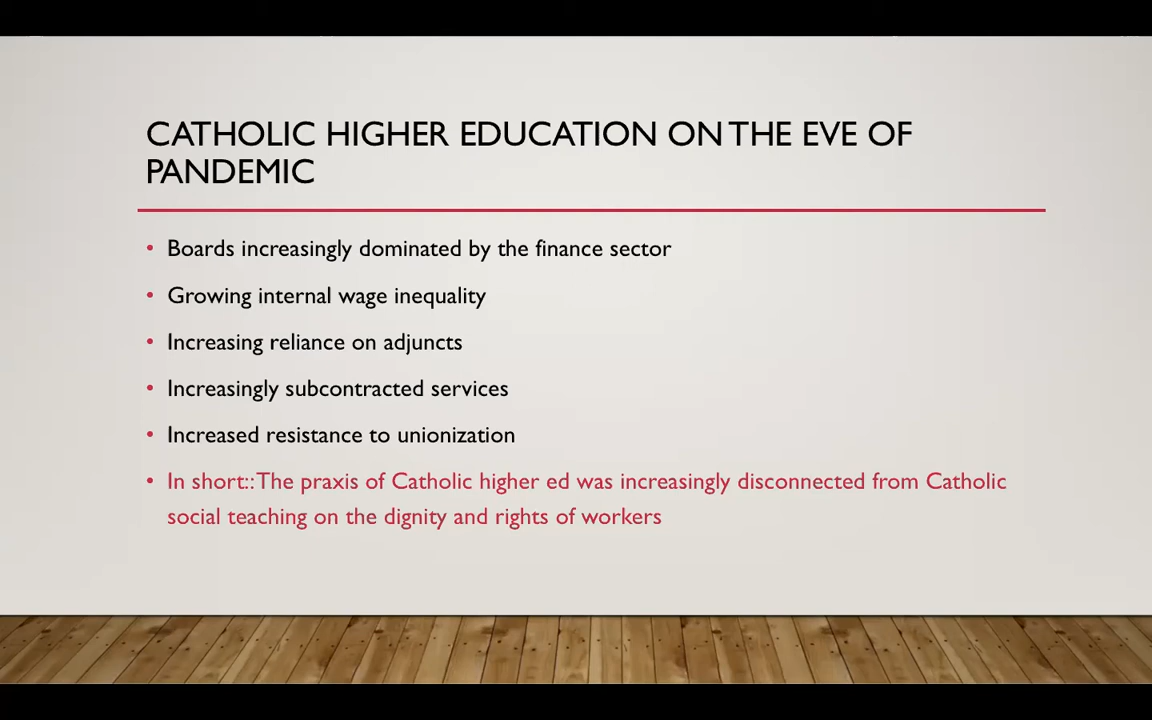 CATHOLIC HIGHER EDUCATION ON THE EVE OF
PANDEMIC
• Boards increasingly dominated by the finance sector
• Growing internal wage inequality
• Increasing reliance on adjuncts
• Increasingly subcontracted services
• Increased resistance to unionization
• In short:: The praxis of Catholic higher ed was increasingly disconnected from Catholic
social teaching on the dignity and rights of workers